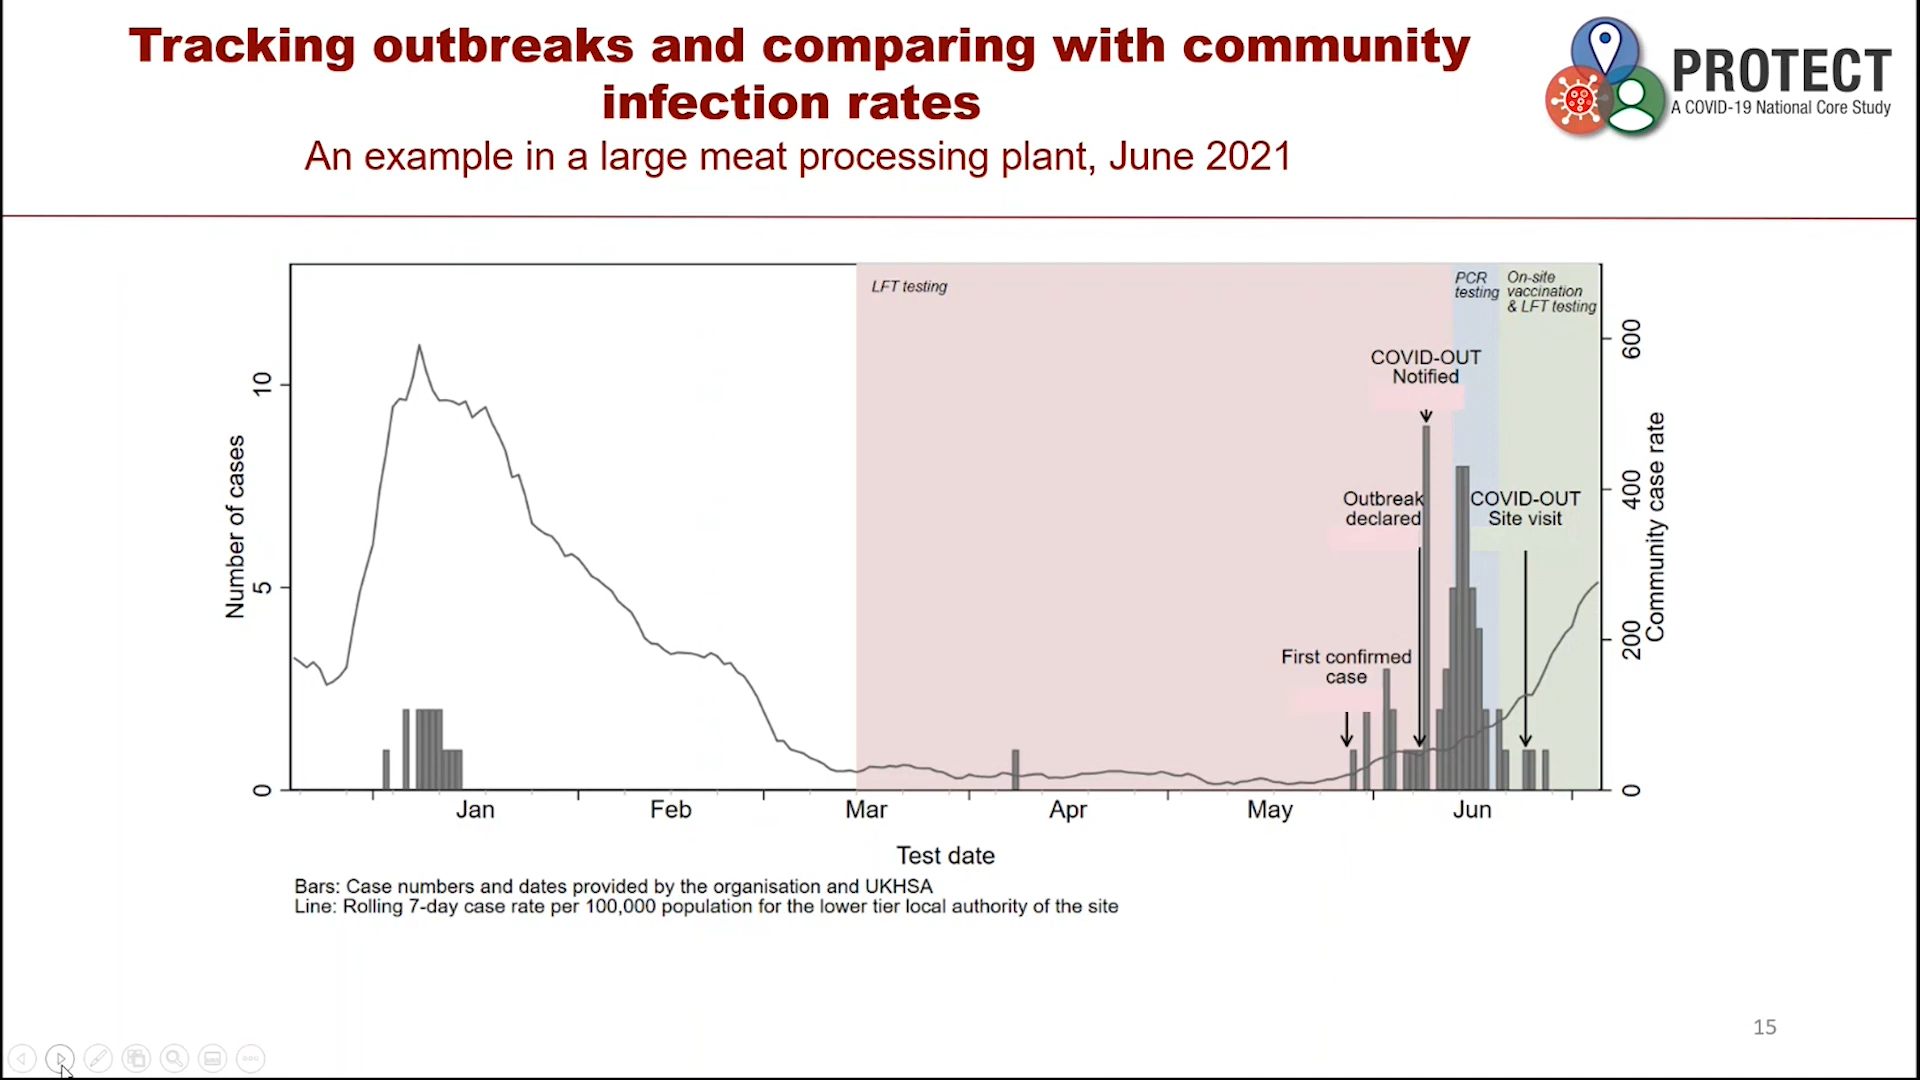 Tracking outbreaks and comparing with community
infection rates
An example in a large meat processing plant, June 2021
PROTECT
A COVID-19 National Core Study
LFT testing
PCR
testing
On-site
vaccination
& LFT testing
COVID-OUT
Notified
Outbreak
declared
COVID-OUT
Site visit
First confirmed
case
Number of cases
10
5
0
Community case rate
600
400
200
0
Jan
Feb
Mar
Apr
May
Jun
Test date
Bars: Case numbers and dates provided by the organisation and UKHSA
Line: Rolling 7-day case rate per 100,000 population for the lower tier local authority of the site
15